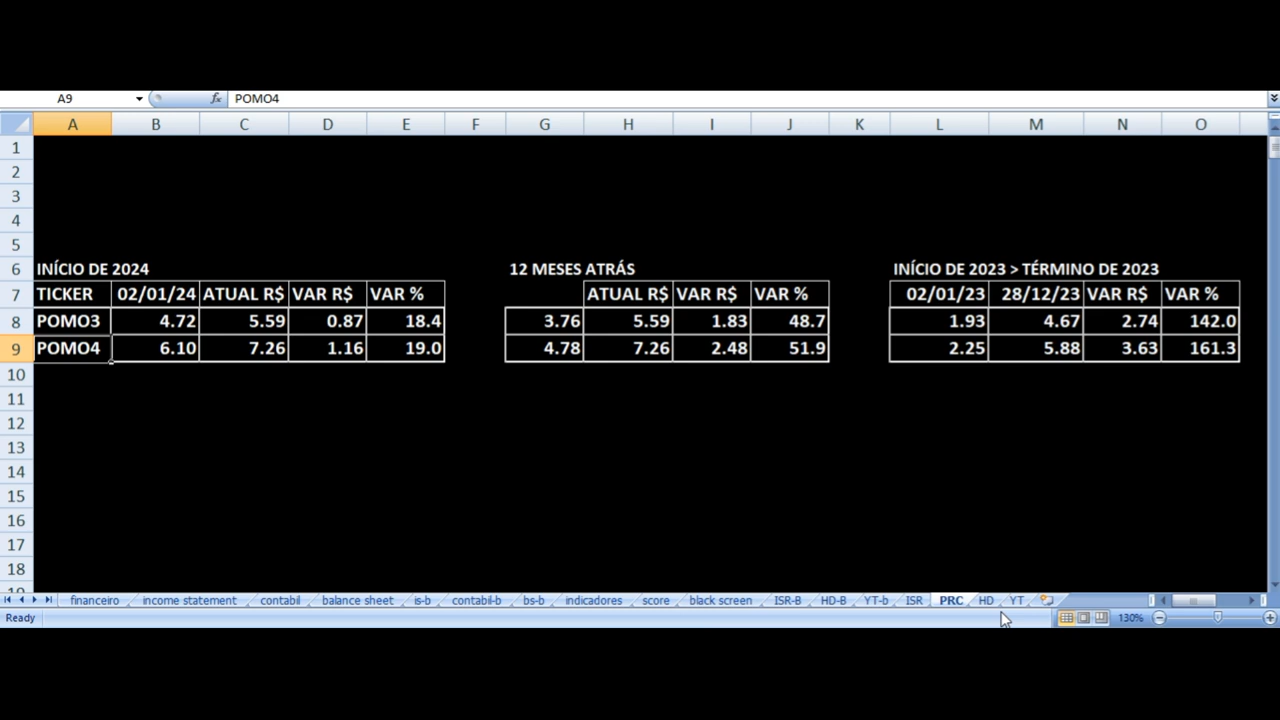 A9 fx POMO4
A B C D E F G H I J K L M N O
1
2
3
4
5
6 INÍCIO DE 2024 12 MESES ATRÁS INÍCIO DE 2023 > TÉRMINO DE 2023
7 TICKER 02/01/24 ATUAL R$ VAR R$ VAR % ATUAL R$ VAR R$ VAR % 02/01/23 28/12/23 VAR R$ VAR %
8 POMO3 4.72 5.59 0.87 18.4 3.76 5.59 1.83 48.7 1.93 4.67 2.74 142.0
9 POMO4 6.10 7.26 1.16 19.0 4.78 7.26 2.48 51.9 2.25 5.88 3.63 161.3
10
11
12
13
14
15
16
17
18
19
financeiro income statement contabil balance sheet is-b contabil-b bs-b indicadores score black screen ISR-B HD-B YT-b ISR PRC HD YT
Ready 130%